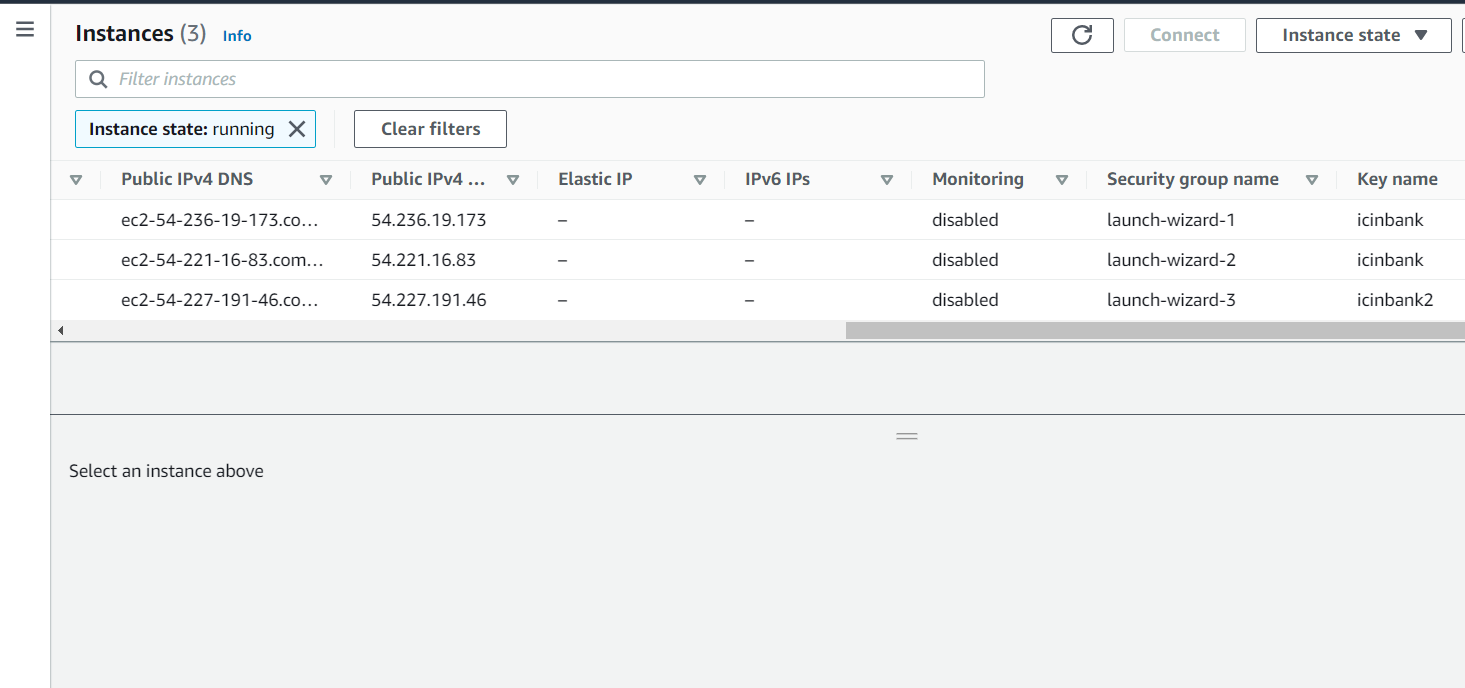 Instances (3) Info
Connect
Instance state
Filter instances
Instance state: running
Clear filters
Public IPv4 DNS Public IPv4 ... Elastic IP IPv6 IPs Monitoring Security group name Key name
ec2-54-236-19-173.co... 54.236.19.173 – – disabled launch-wizard-1 icinbank
ec2-54-221-16-83.com... 54.221.16.83 – – disabled launch-wizard-2 icinbank
ec2-54-227-191-46.co... 54.227.191.46 – – disabled launch-wizard-3 icinbank2
Select an instance above